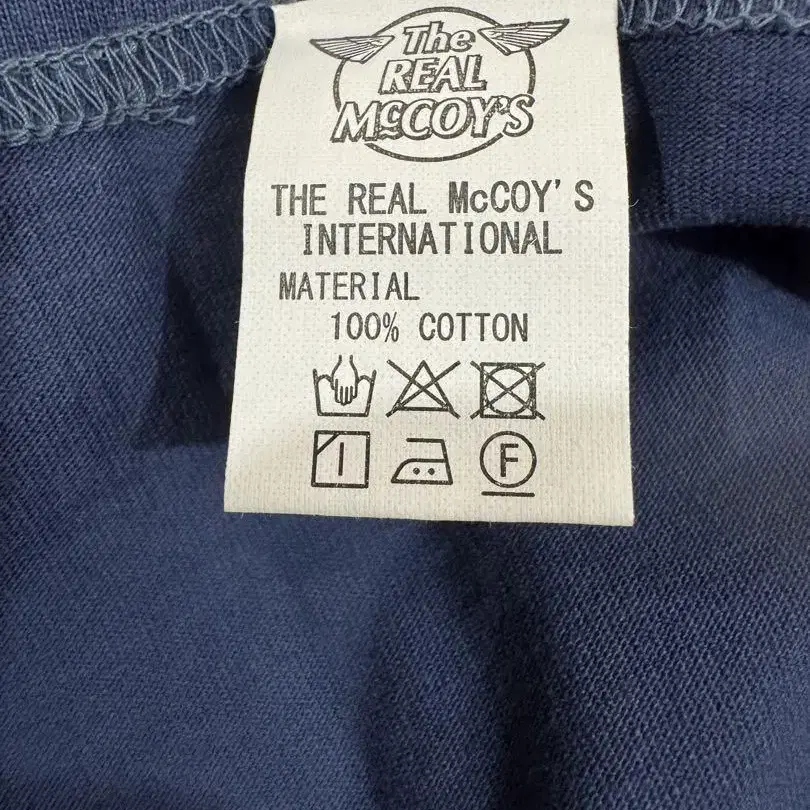 The
REAL
McCOY'S
THE REAL McCOY'S
INTERNATIONAL
MATERIAL
100% COTTON
F